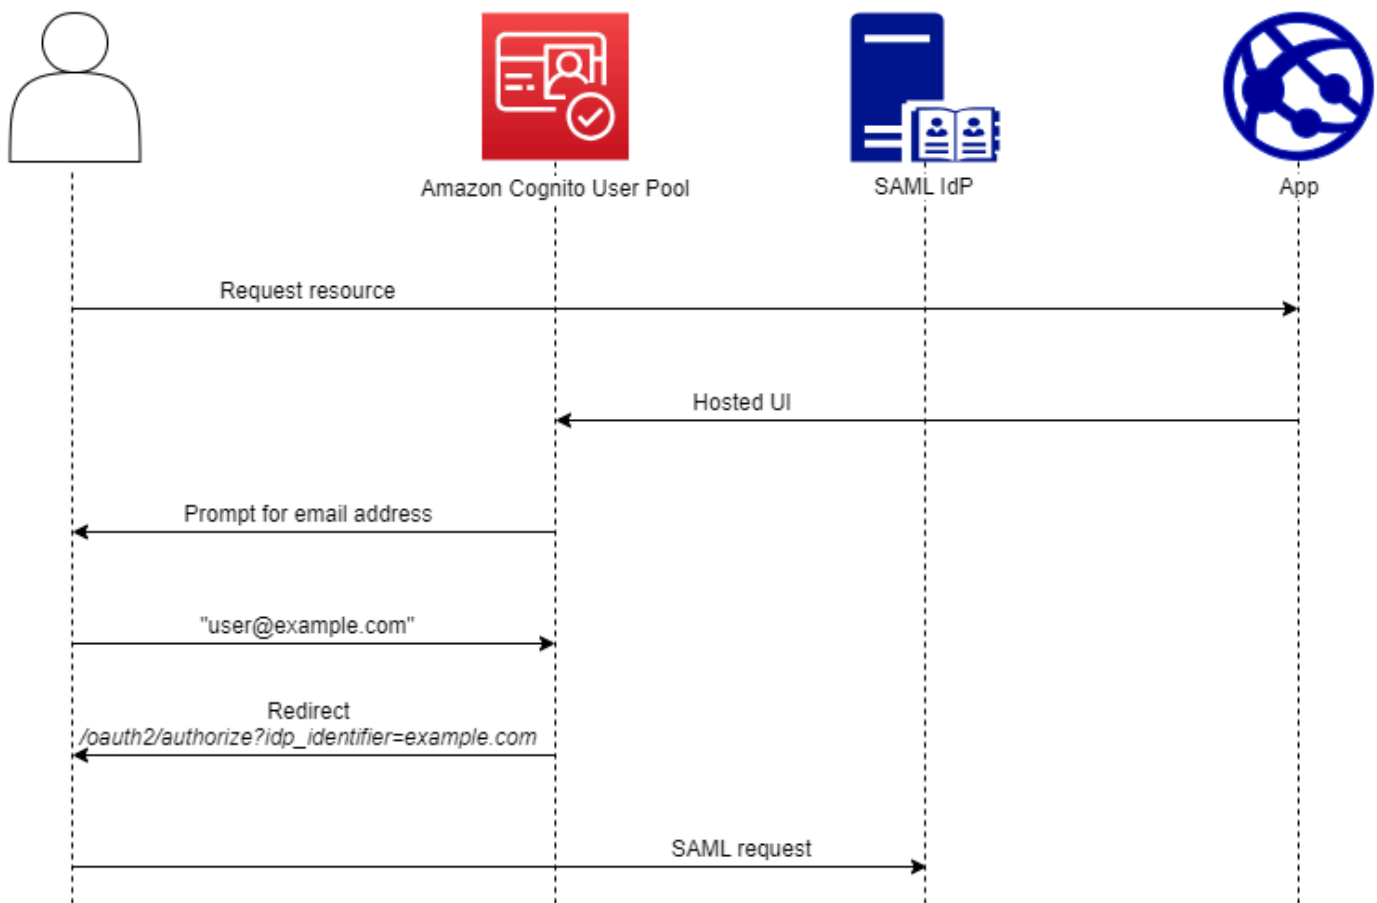 Amazon Cognito User Pool
SAML IdP
App
Request resource
Hosted UI
Prompt for email address
"user@example.com"
Redirect
/oauth2/authorize?idp_identifier=example.com
SAML request